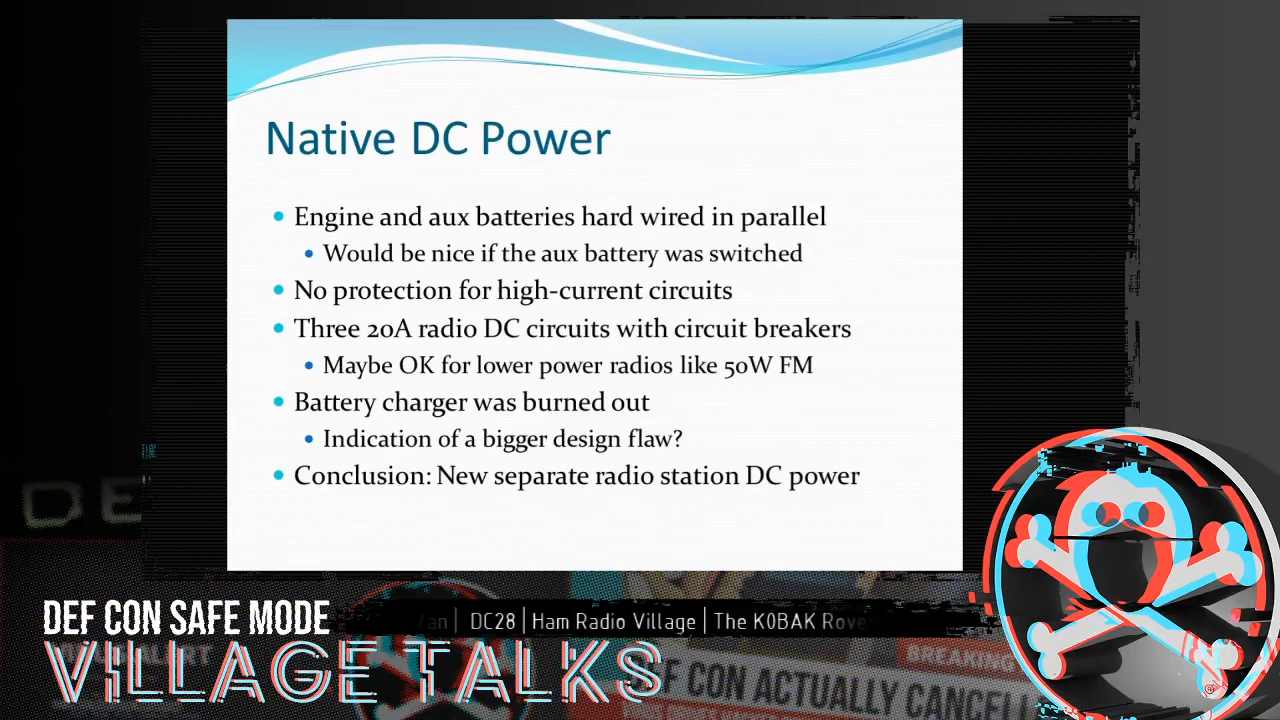 Native DC Power
• Engine and aux batteries hard wired in parallel
• Would be nice if the aux battery was switched
• No protection for high-current circuits
• Three 20A radio DC circuits with circuit breakers
• Maybe OK for lower power radios like 50W FM
• Battery charger was burned out
• Indication of a bigger design flaw?
• Conclusion: New separate radio station DC power
DEF CON SAFE MODE
| DC28 | Ham Radio Village | The K0BAK
VILLAGE TALKS
BREAKING
DEF CON ACTUALLY